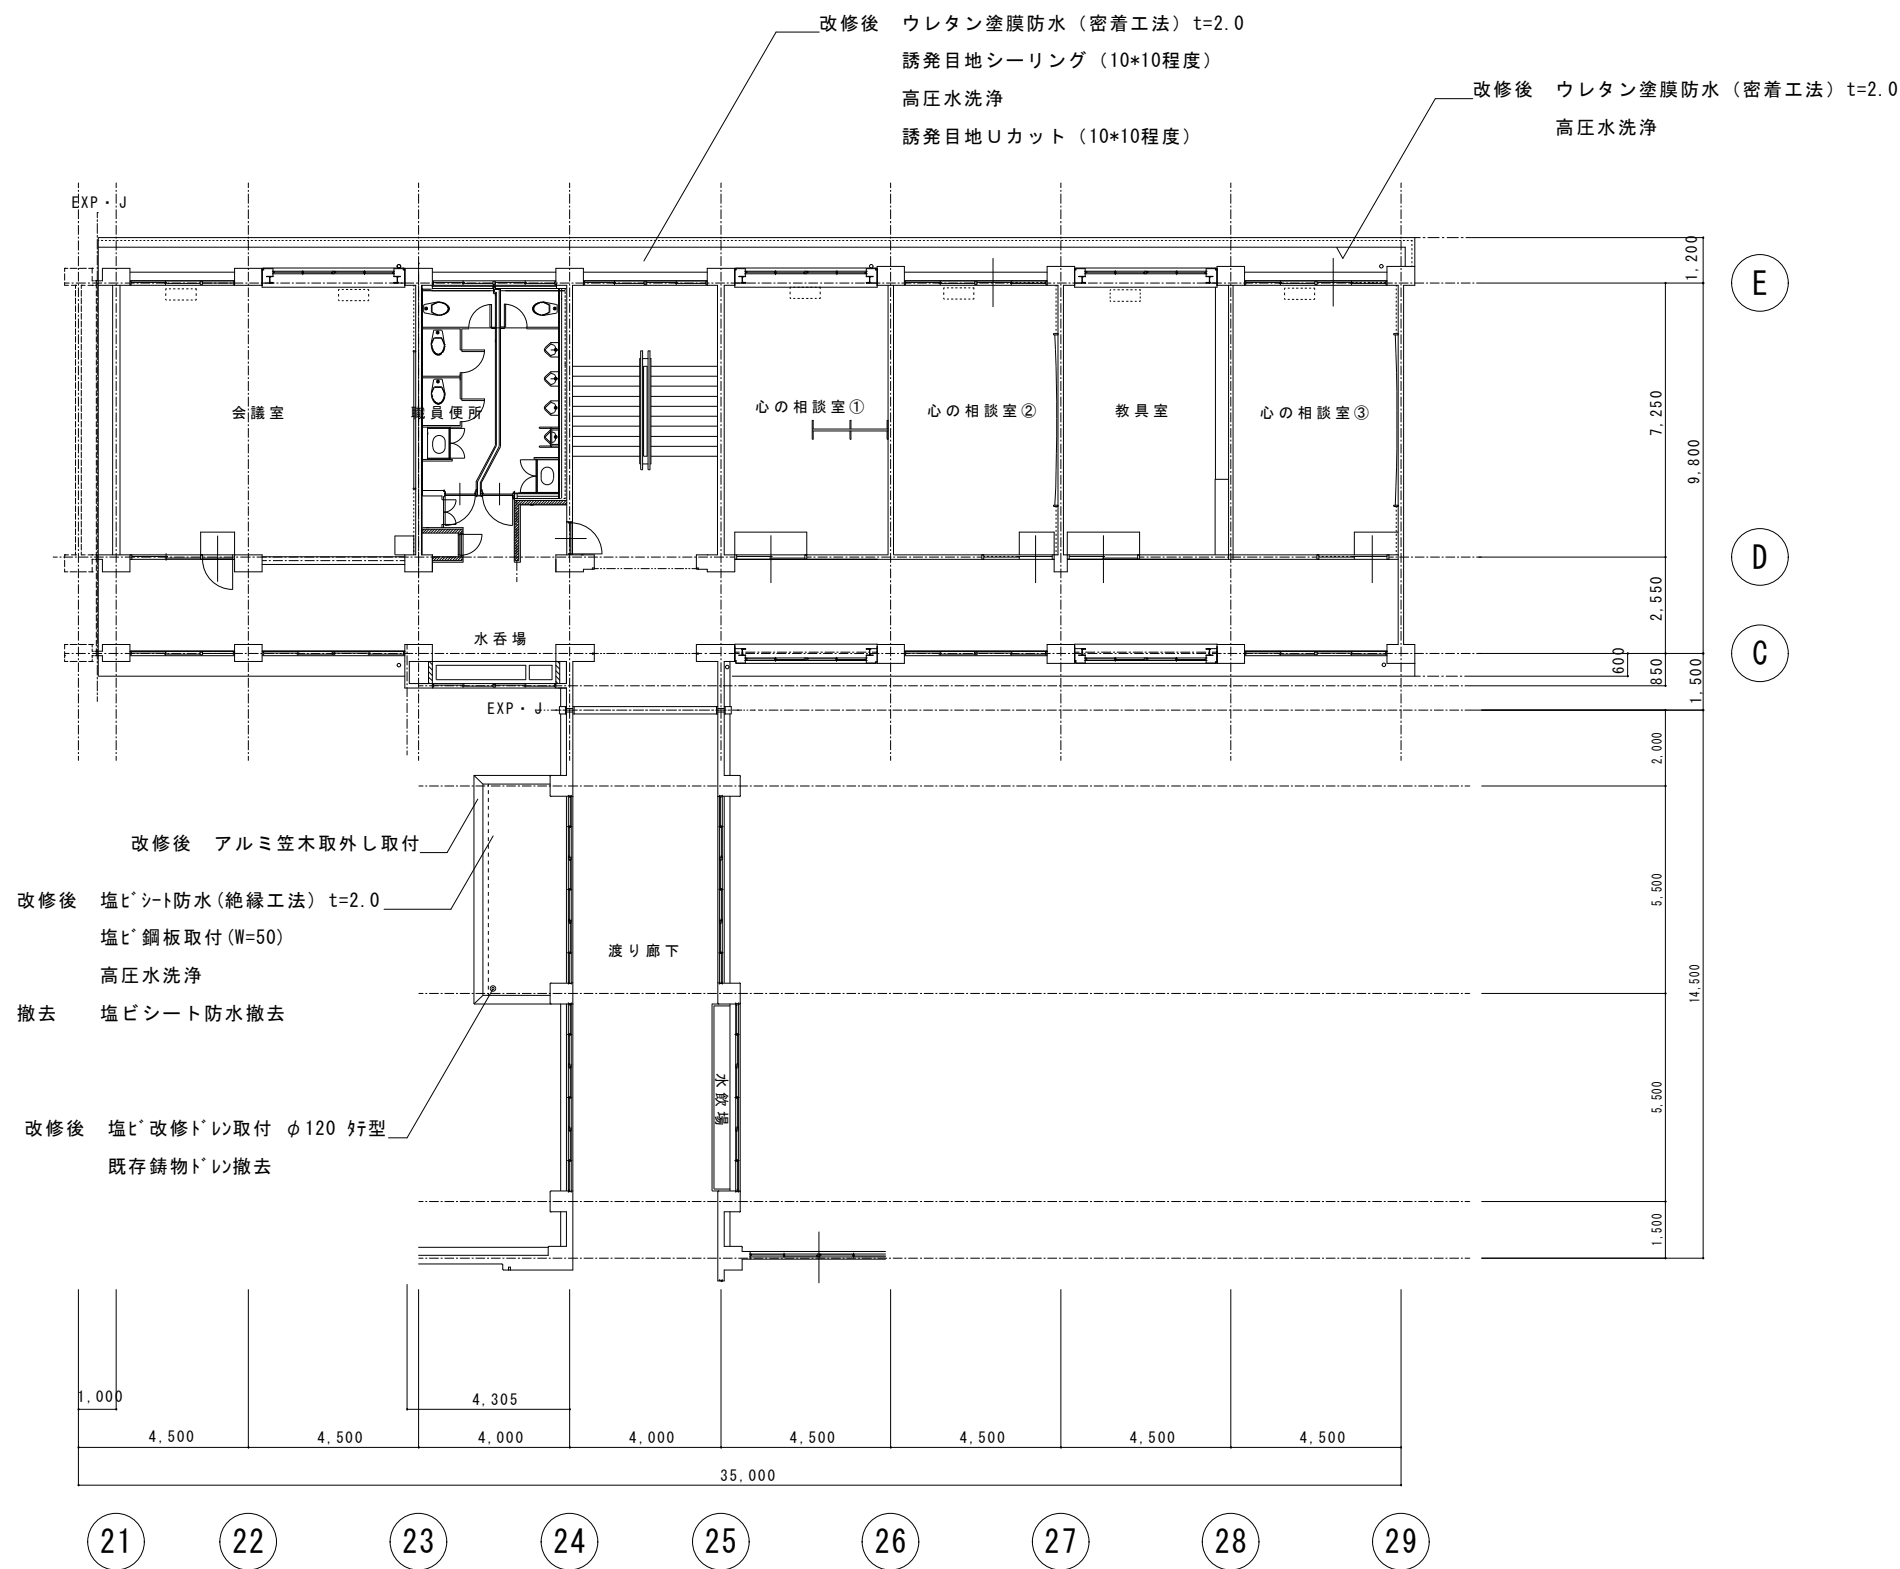 改修後 ウレタン塗膜防水（密着工法）t=2.0
誘発目地シーリング（10*10程度）
高圧水洗浄
誘発目地Uカット（10*10程度）
改修後 ウレタン塗膜防水（密着工法）t=2.0
高圧水洗浄
EXP・J
1,200
E
会議室
職員便所
心の相談室①
心の相談室②
教具室
心の相談室③
7,250
9,800
D
2,550
水呑場
C
600
850
1,500
EXP・J
2,000
改修後 アルミ笠木取外し取付
改修後 塩ﾋﾞｼｰﾄ防水(絶縁工法) t=2.0
塩ﾋﾞ鋼板取付(W=50)
高圧水洗浄
撤去 塩ビシート防水撤去
5,500
渡り廊下
14,500
水飲場
5,500
改修後 塩ﾋﾞ改修ﾄﾞﾚﾝ取付 φ120 ﾀﾃ型
既存鋳物ﾄﾞﾚﾝ撤去
1,500
1,000
4,305
4,500
4,500
4,000
4,000
4,500
4,500
4,500
4,500
35,000
21
22
23
24
25
26
27
28
29